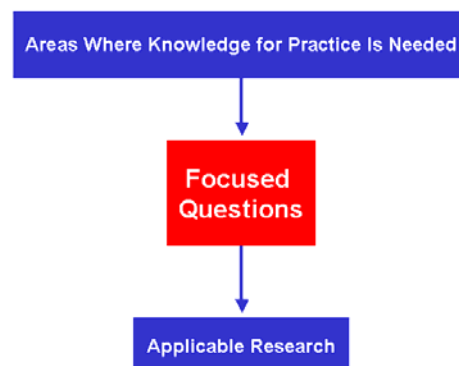 Areas Where Knowledge for Practice Is Needed
Focused
Questions
Applicable Research